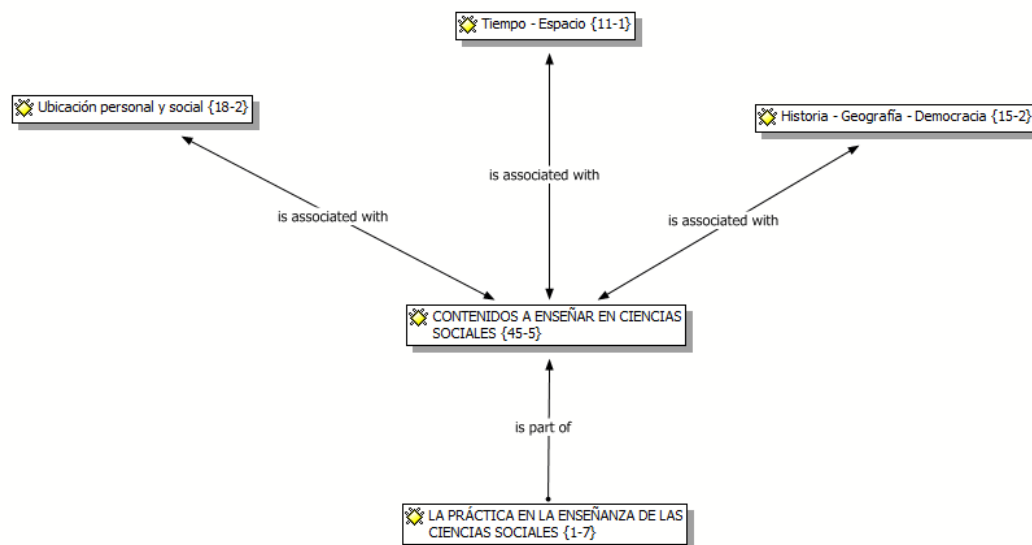 Tiempo - Espacio {11-1}
Ubicación personal y social {18-2}
Historia - Geografía - Democracia {15-2}
is associated with
is associated with
is associated with
CONTENIDOS A ENSEÑAR EN CIENCIAS
SOCIALES {45-5}
is part of
LA PRÁCTICA EN LA ENSEÑANZA DE LAS
CIENCIAS SOCIALES {1-7}